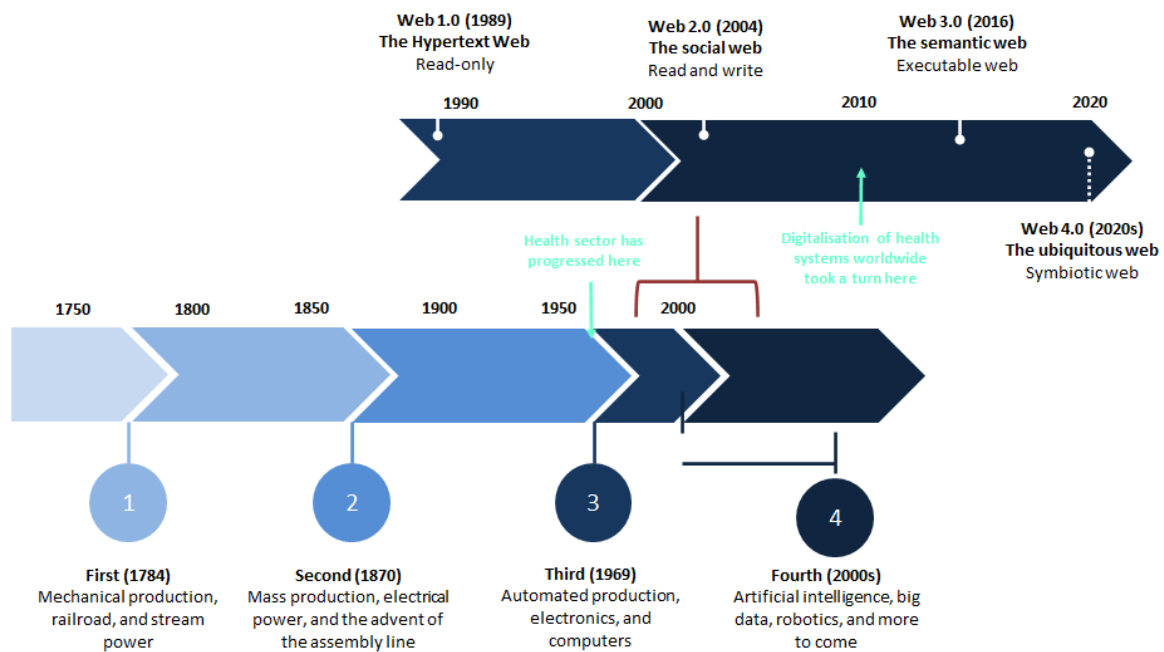 Web 1.0 (1989)
The Hypertext Web
Read-only
Web 2.0 (2004)
The social web
Read and write
Web 3.0 (2016)
The semantic web
Executable web
1990
2000
2010
2020
Web 4.0 (2020s)
The ubiquitous web
Symbiotic web
Health sector has
progressed here
Digitalisation of health
systems worldwide
took a turn here
1750
1800
1850
1900
1950
2000
1
2
3
4
First (1784)
Mechanical production,
railroad, and stream
power
Second (1870)
Mass production, electrical
power, and the advent of
the assembly line
Third (1969)
Automated production,
electronics, and
computers
Fourth (2000s)
Artificial intelligence, big
data, robotics, and more
to come